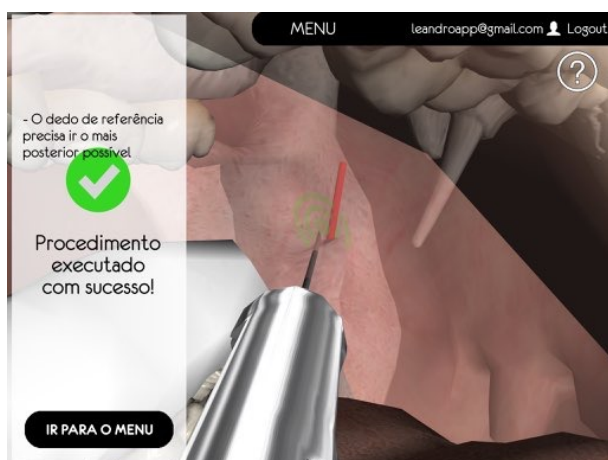 MENU
leandroapp@gmail.com Logout
?
- O dedo de referência
precisa ir o mais
posterior possível
Procedimento
executado
com sucesso!
IR PARA O MENU